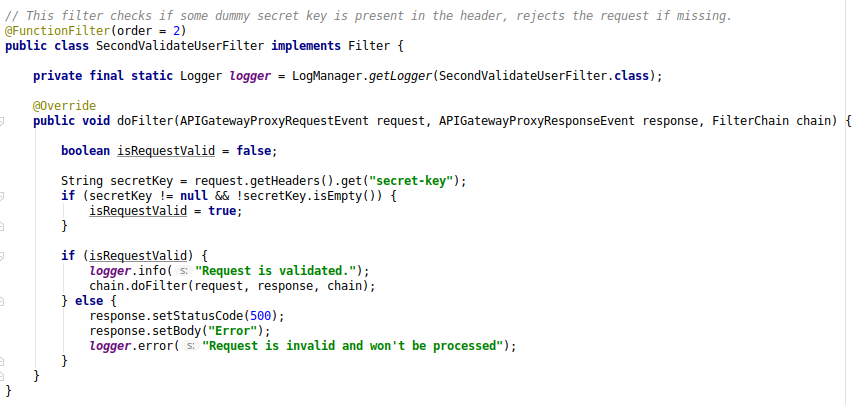 // This filter checks if some dummy secret key is present in the header, rejects the request if missing.
@FunctionFilter(order = 2)
public class SecondValidateUserFilter implements Filter {
private final static Logger logger = LogManager.getLogger(SecondValidateUserFilter.class);
@Override
public void doFilter(APIGatewayProxyRequestEvent request, APIGatewayProxyResponseEvent response, FilterChain chain) {
boolean isRequestValid = false;
String secretKey = request.getHeaders().get("secret-key");
if (secretKey != null && !secretKey.isEmpty()) {
isRequestValid = true;
}
if (isRequestValid) {
logger.info( s: "Request is validated.");
chain.doFilter(request, response, chain);
} else {
response.setStatusCode(500);
response.setBody("Error");
logger.error( s: "Request is invalid and won't be processed");
}
}
}